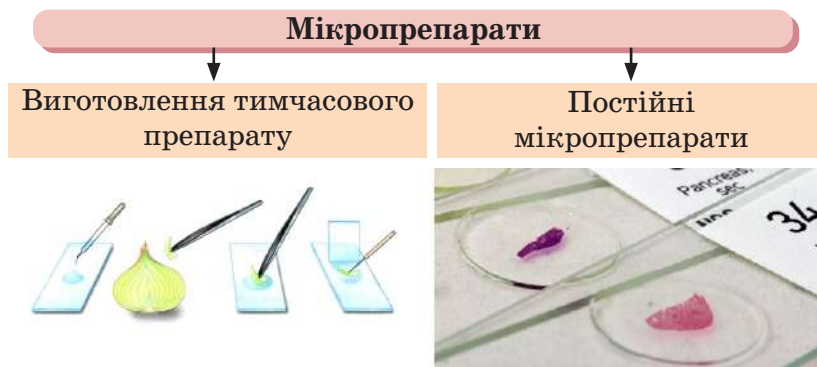 Мікропрепарати
Виготовлення тимчасового
препарату
Постійні
мікропрепарати
Pancreas,
sec
34